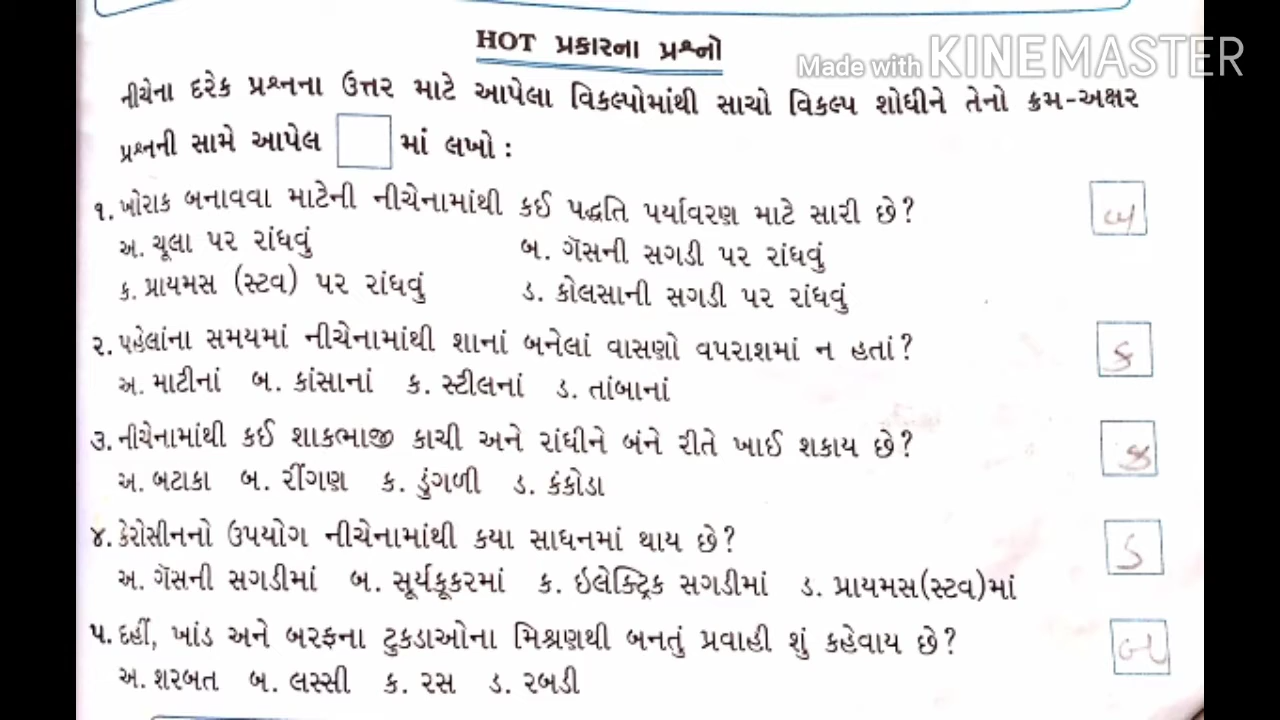 HOT પ્રકારના પ્રશ્નો
Made with KINEMASTER
નીચેના દરેક પ્રશ્નના ઉત્તર માટે આપેલા વિકલ્પોમાંથી સાચો વિકલ્પ શોધીને તેનો ક્રમ-અક્ષર
પ્રશ્નની સામે આપેલ માં લખો :
૧. ખોરાક બનાવવા માટેની નીચેનામાંથી કઈ પદ્ધતિ પર્યાવરણ માટે સારી છે? બ
અ. ચૂલા પર રાંધવું બ. ગૅસની સગડી પર રાંધવું
ક. પ્રાયમસ (સ્ટવ) પર રાંધવું ડ. કોલસાની સગડી પર રાંધવું
૨. પહેલાંના સમયમાં નીચેનામાંથી શાનાં બનેલાં વાસણો વપરાશમાં ન હતાં? ક
અ. માટીનાં બ. કાંસાનાં ક. સ્ટીલનાં ડ. તાંબાનાં
૩. નીચેનામાંથી કઈ શાકભાજી કાચી અને રાંધીને બંને રીતે ખાઈ શકાય છે? ક
અ. બટાકા બ. રીંગણ ક. ડુંગળી ડ. કંકોડા
૪. કેરોસીનનો ઉપયોગ નીચેનામાંથી કયા સાધનમાં થાય છે? ડ
અ. ગૅસની સગડીમાં બ. સૂર્યકૂકરમાં ક. ઇલેક્ટ્રિક સગડીમાં ડ. પ્રાયમસ(સ્ટવ)માં
૫. દહીં, ખાંડ અને બરફના ટુકડાઓના મિશ્રણથી બનતું પ્રવાહી શું કહેવાય છે? બ
અ. શરબત બ. લસ્સી ક. રસ ડ. રબડી